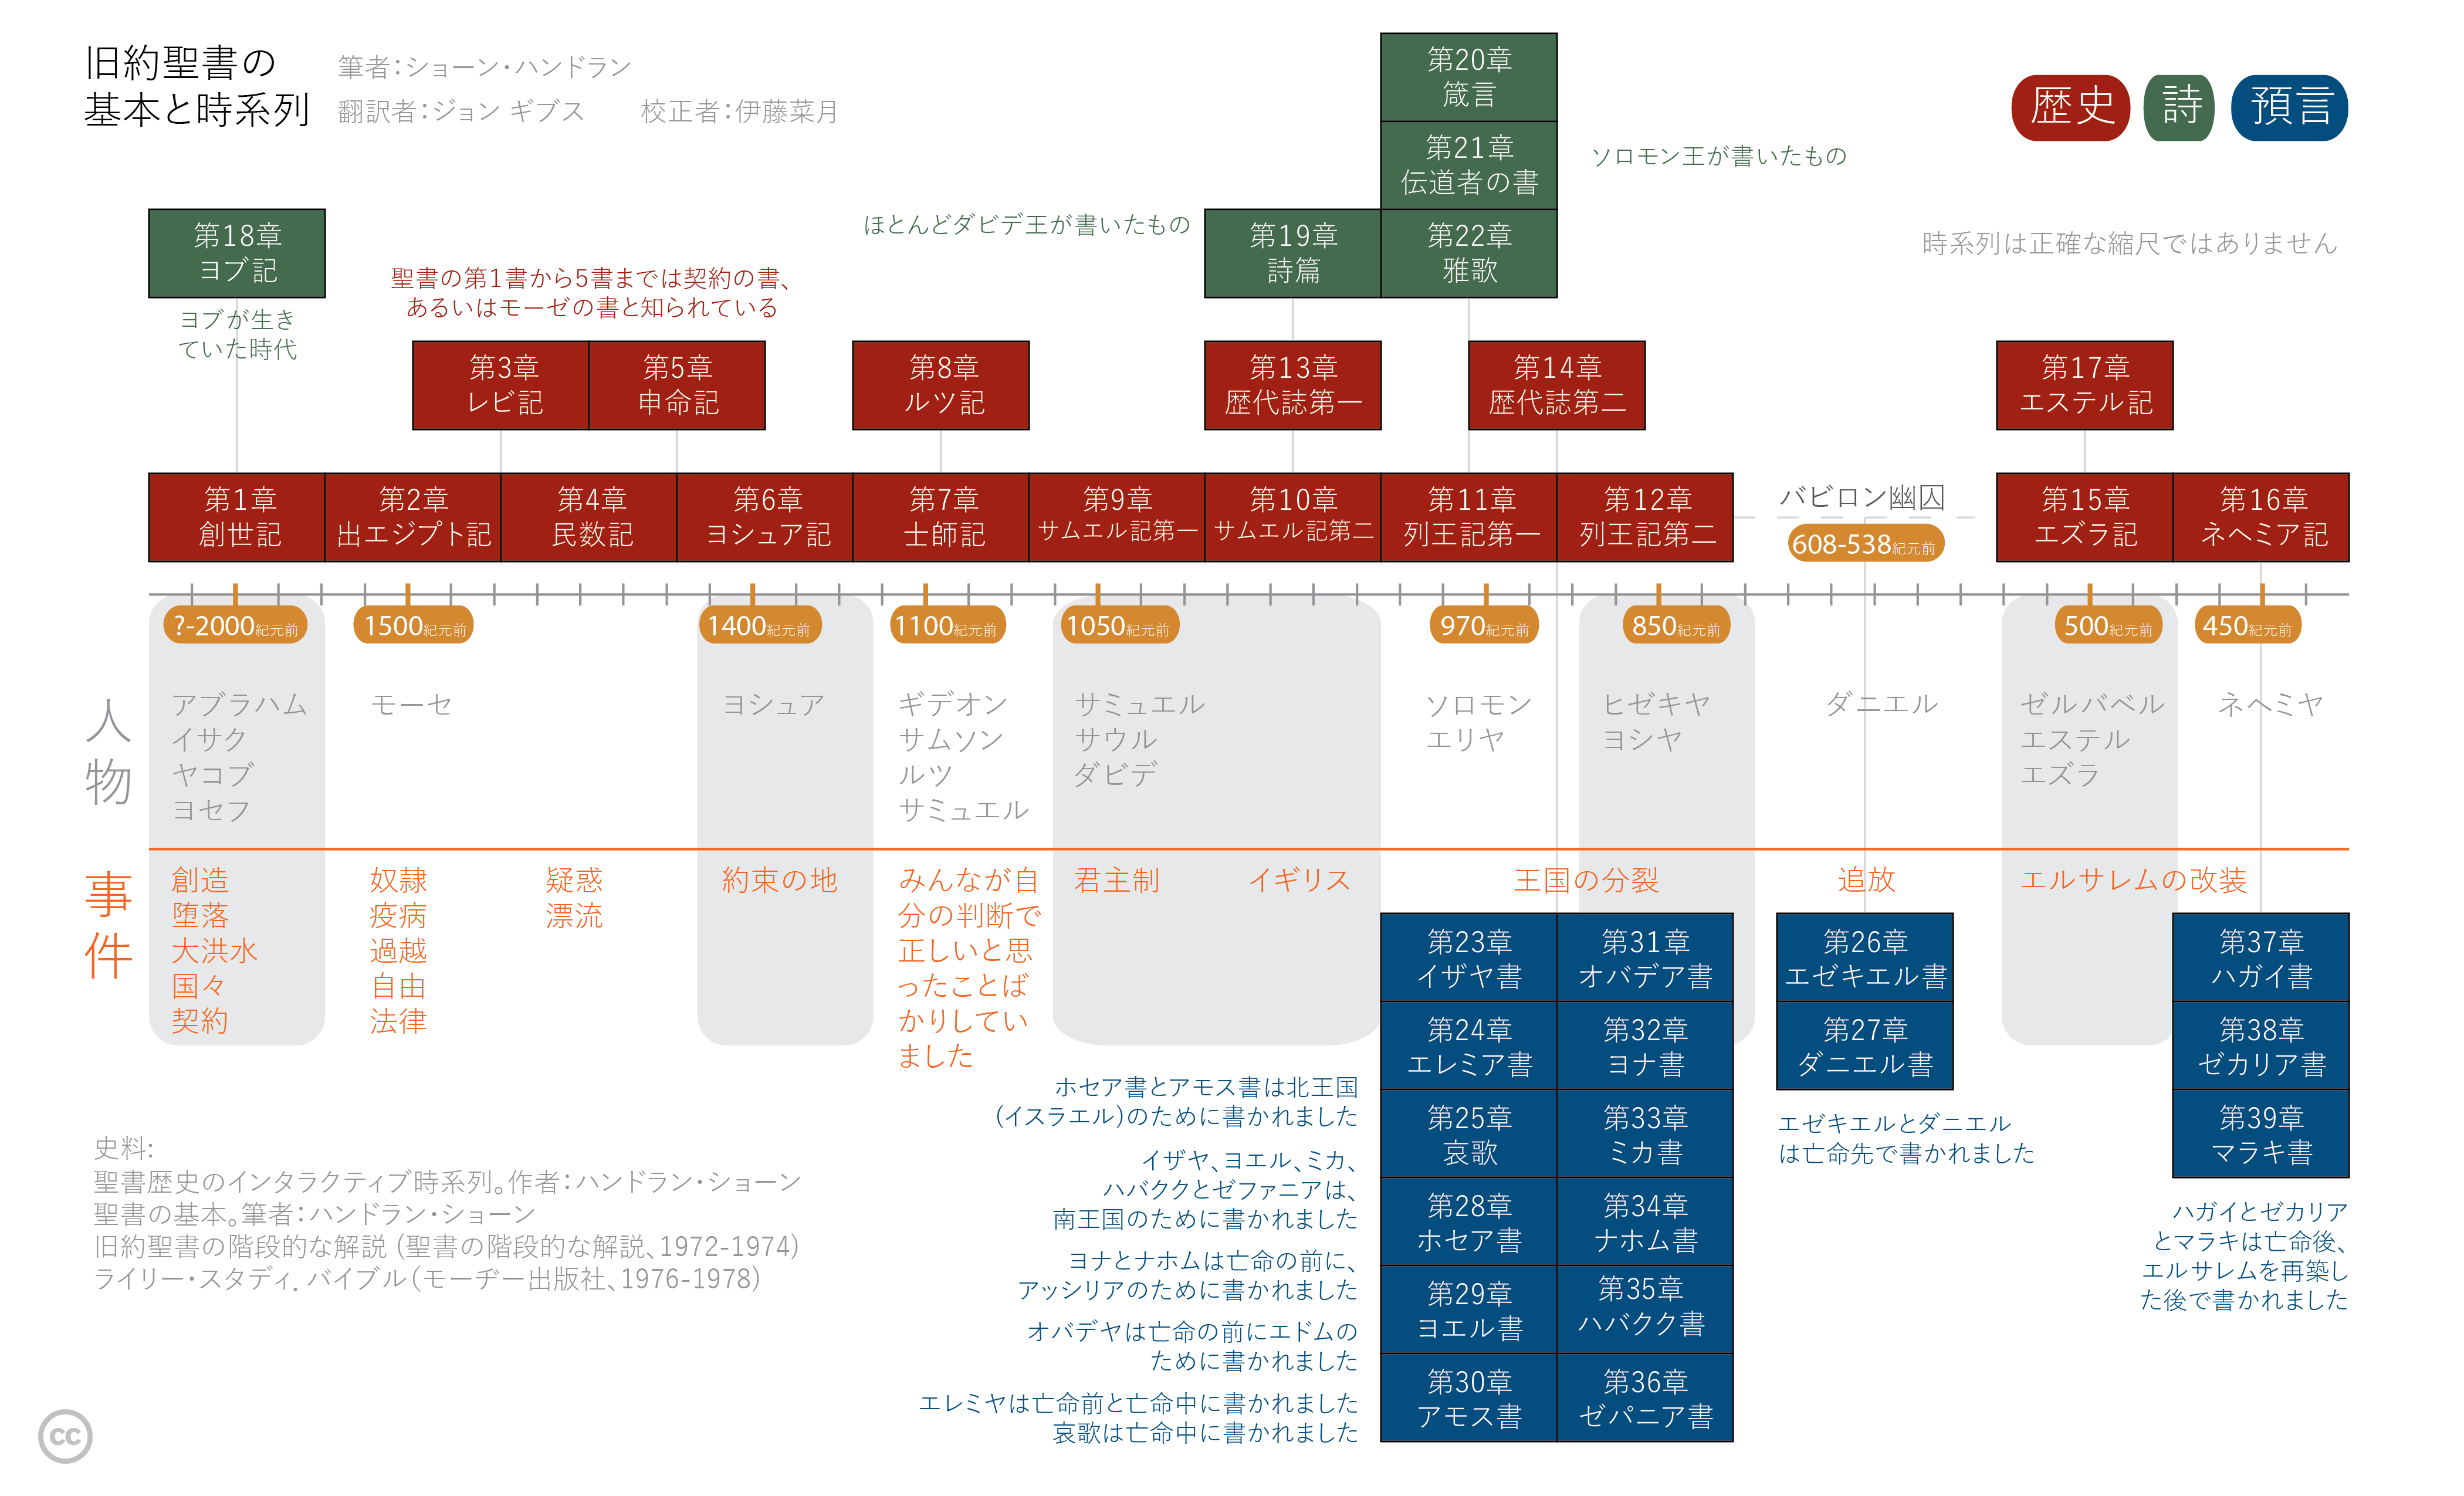 旧約聖書の
基本と時系列
筆者：ショーン・ハンドラン
翻訳者：ジョン ギブス　校正者：伊藤菜月
歴史
詩
預言
時系列は正確な縮尺ではありません
第20章
箴言
第21章
伝道者の書
ソロモン王が書いたもの
ほとんどダビデ王が書いたもの
第19章
詩篇
第22章
雅歌
第18章
ヨブ記
ヨブが生き
ていた時代
聖書の第1書から5書までは契約の書、
あるいはモーゼの書と知られている
第3章
レビ記
第5章
申命記
第8章
ルツ記
第13章
歴代誌第一
第14章
歴代誌第二
第17章
エステル記
第1章
創世記
第2章
出エジプト記
第4章
民数記
第6章
ヨシュア記
第7章
士師記
第9章
サムエル記第一
第10章
サムエル記第二
第11章
列王記第一
第12章
列王記第二
バビロン幽囚
608-538紀元前
第15章
エズラ記
第16章
ネヘミア記
?-2000紀元前
1500紀元前
1400紀元前
1100紀元前
1050紀元前
970紀元前
850紀元前
500紀元前
450紀元前
人物
アブラハム
イサク
ヤコブ
ヨセフ
モーセ
ヨシュア
ギデオン
サムソン
ルツ
サミュエル
サミュエル
サウル
ダビデ
ソロモン
エリヤ
ヒゼキヤ
ヨシヤ
ダニエル
ゼルバベル
エステル
エズラ
ネヘミヤ
事件
創造
堕落
大洪水
国々
契約
奴隷
疫病
過越
自由
法律
疑惑
漂流
約束の地
みんなが自
分の判断で
正しいと思
ったことば
かりしてい
ました
君主制
イギリス
王国の分裂
追放
エルサレムの改装
第23章
イザヤ書
第31章
オバデア書
第24章
エレミア書
第32章
ヨナ書
第25章
哀歌
第33章
ミカ書
第28章
ホセア書
第34章
ナホム書
第29章
ヨエル書
第35章
ハバクク書
第30章
アモス書
第36章
ゼパニア書
第26章
エゼキエル書
第27章
ダニエル書
エゼキエルとダニエル
は亡命先で書かれました
第37章
ハガイ書
第38章
ゼカリア書
第39章
マラキ書
ハガイとゼカリア
とマラキは亡命後、
エルサレムを再築し
た後で書かれました
ホセア書とアモス書は北王国
(イスラエル)のために書かれました
イザヤ、ヨエル、ミカ、
ハバククとゼファニアは、
南王国のために書かれました
ヨナとナホムは亡命の前に、
アッシリアのために書かれました
オバデヤは亡命の前にエドムの
ために書かれました
エレミヤは亡命前と亡命中に書かれました
哀歌は亡命中に書かれました
史料:
聖書歴史のインタラクティブ時系列。作者：ハンドラン・ショーン
聖書の基本。筆者：ハンドラン・ショーン
旧約聖書の階段的な解説 (聖書の階段的な解説、1972-1974)
ライリー・スタディ. バイブル（モーヂー出版社、1976-1978)
cc